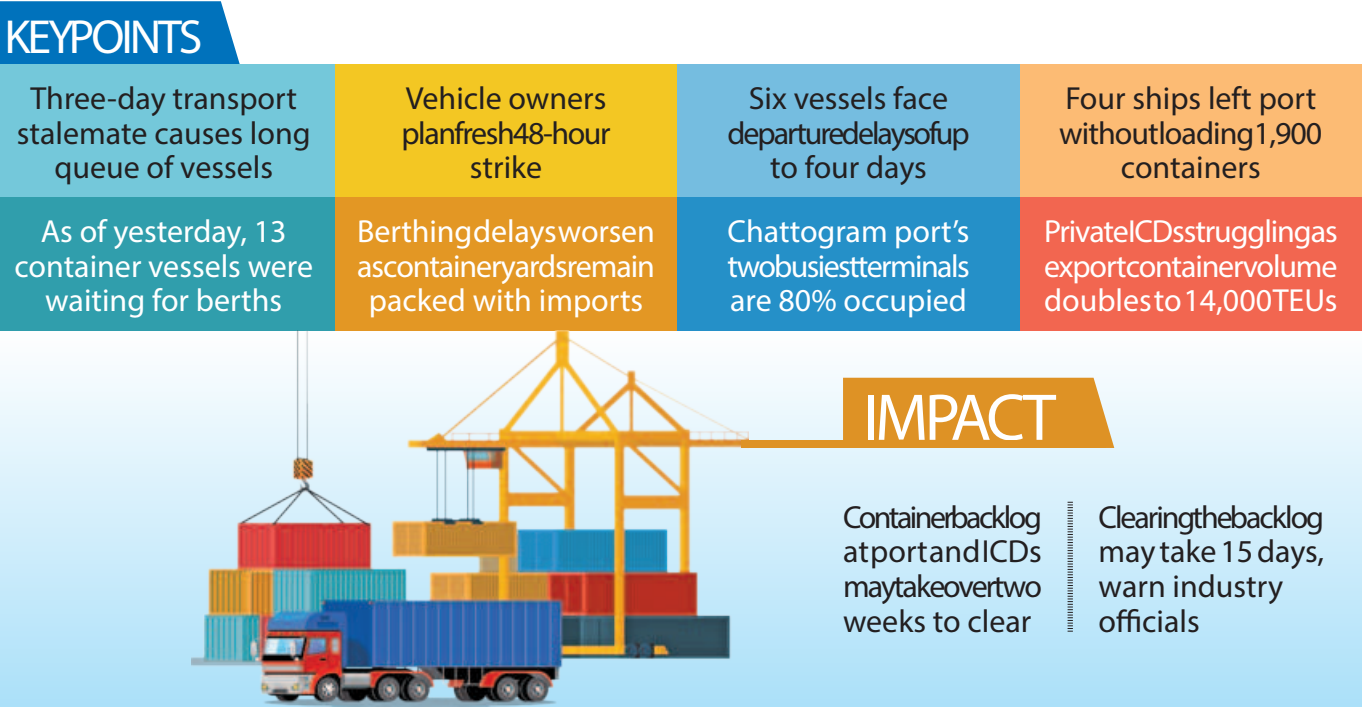 KEYPOINTS
Three-day transport
stalemate causes long
queue of vessels
Vehicle owners
planfresh48-hour
strike
Six vessels face
departuredelaysofup
to four days
Four ships left port
withoutloading1,900
containers
As of yesterday, 13
container vessels were
waiting for berths
Berthingdelaysworsen
ascontaineryardsremain
packed with imports
Chattogram port's
twobusiestterminals
are 80% occupied
PrivateICDsstrugglingas
exportcontainervolume
doublesto14,000TEUs
IMPACT
Containerbacklog
atportandICDs
maytakeovertwo
weeks to clear
Clearingthebacklog
may take 15 days,
warn industry
officials